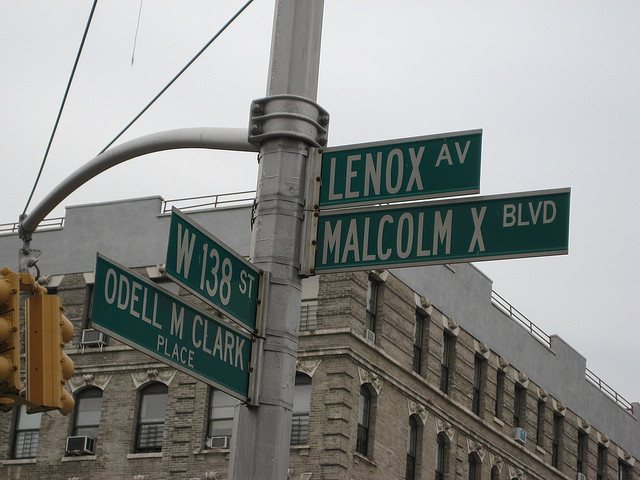 LENOX AV
MALCOLM X BLVD
W 138 ST
ODELL M CLARK
PLACE